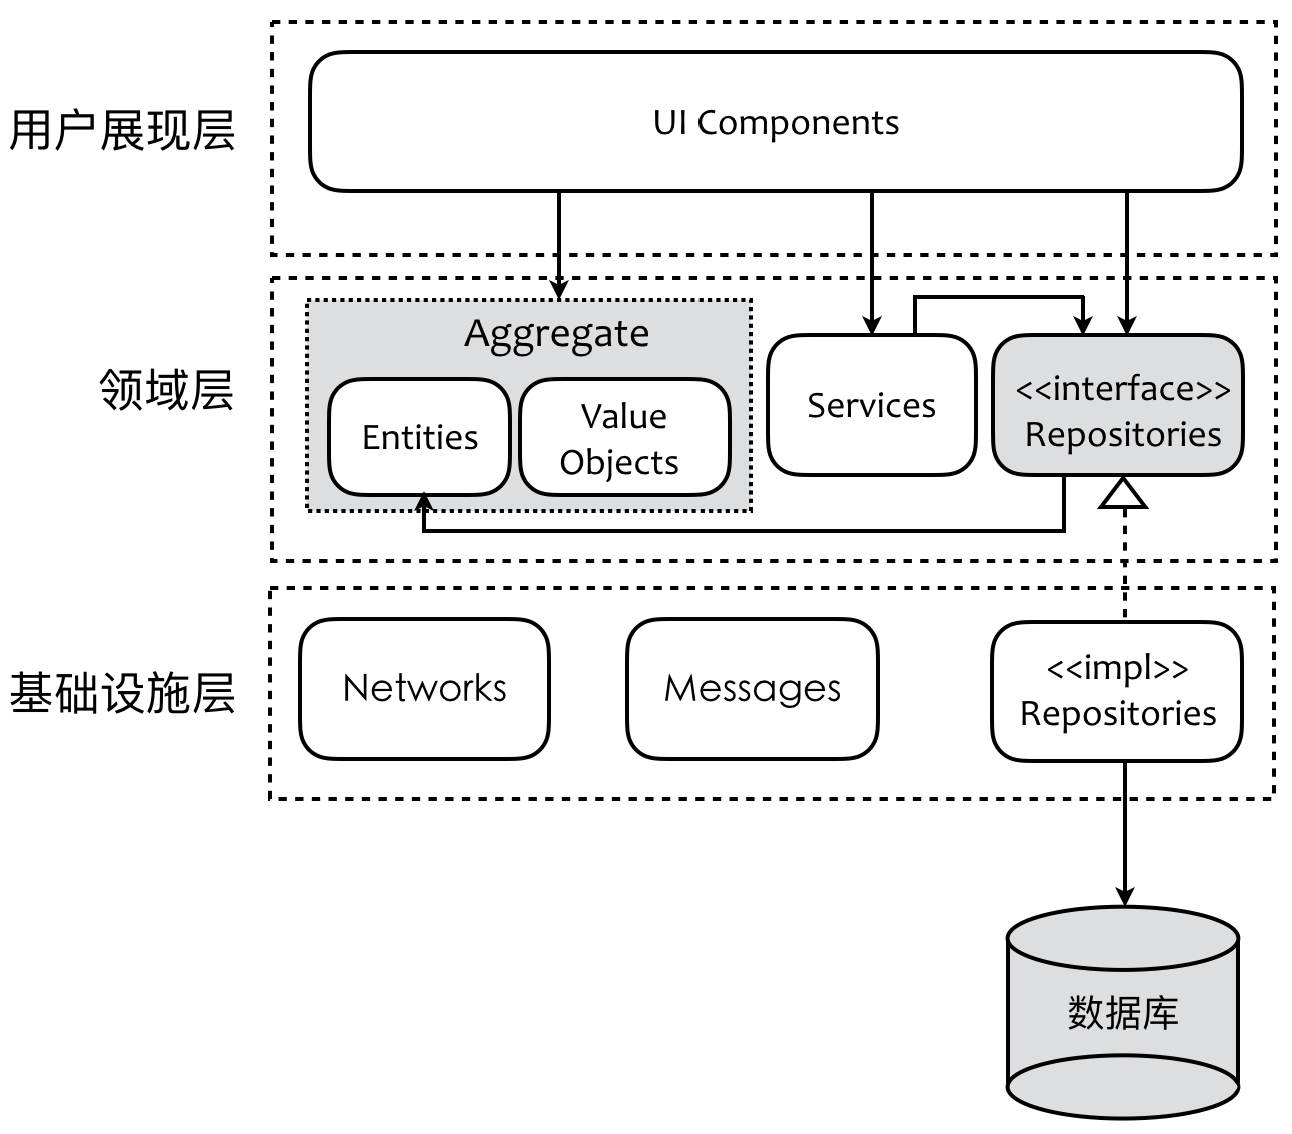 用户展现层
UI Components
领域层
Aggregate
Entities
Value
Objects
Services
<<interface>>
Repositories
基础设施层
Networks
Messages
<<impl>>
Repositories
数据库